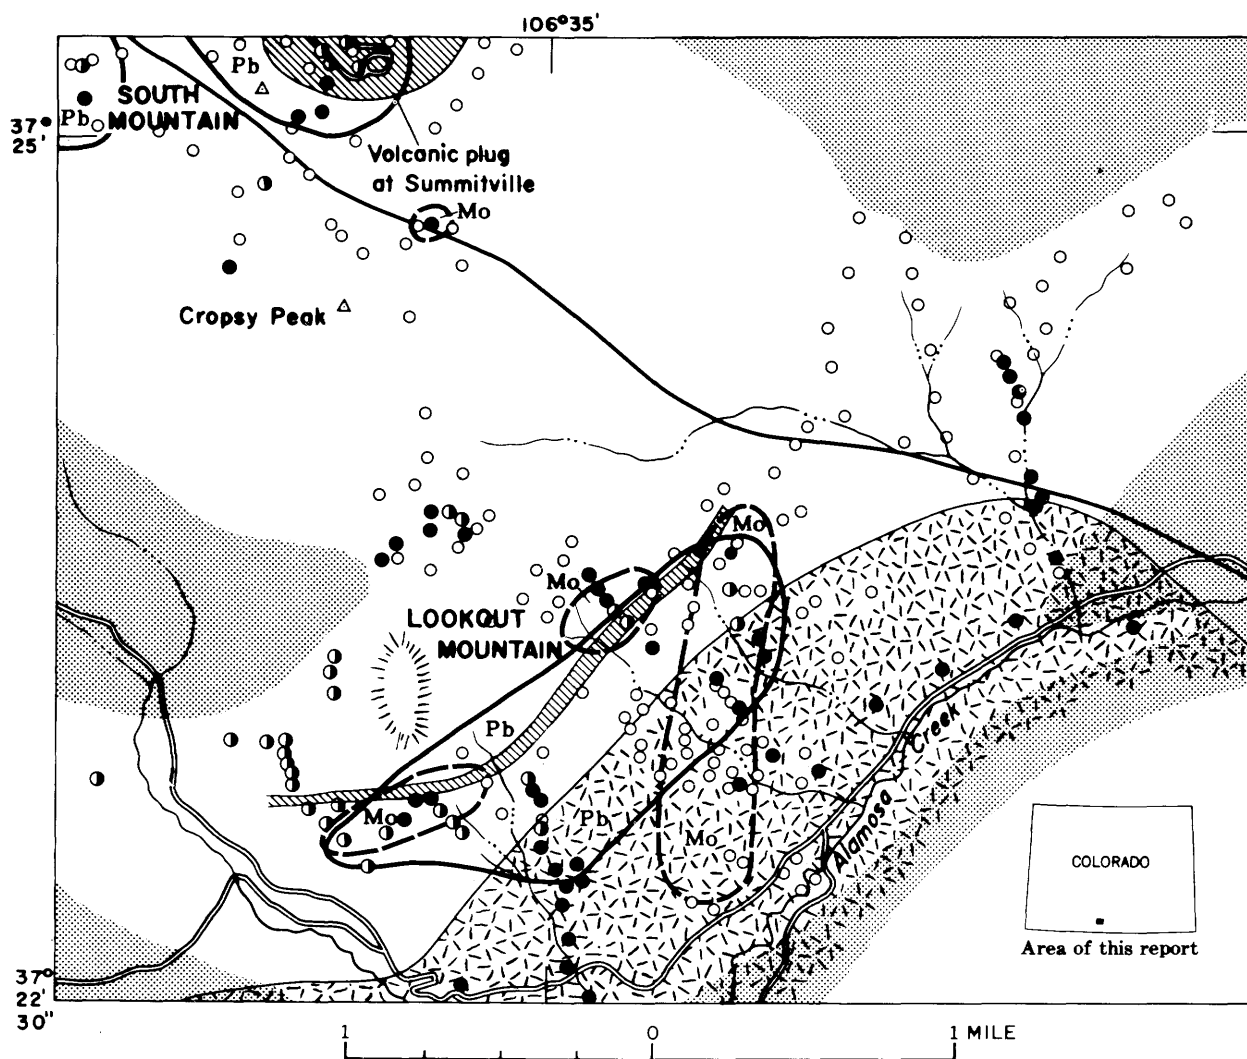 106°35'
Pb
SOUTH
MOUNTAIN
Pb
37°
25'
Volcanic plug
at Summitville
Mo
Cropsy Peak
Mo
Mo
LOOKOUT
MOUNTAIN
Pb
Creek
Alamosa
Mo
Pb
Mo
COLORADO
Area of this report
37°
22'
30"
1
0
1 MILE